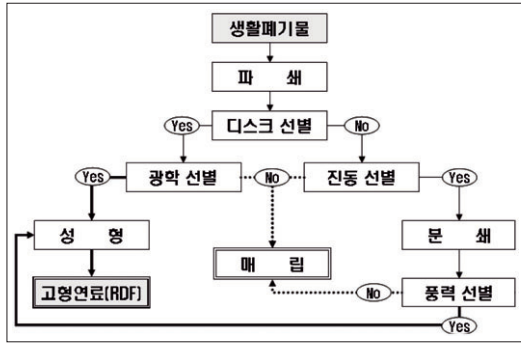 생활폐기물
파 쇄
디스크 선별
Yes
No
Yes
광학 선별
No
진동 선별
Yes
성 형
매 립
분 쇄
고형연료(RDF)
No
풍력 선별
Yes